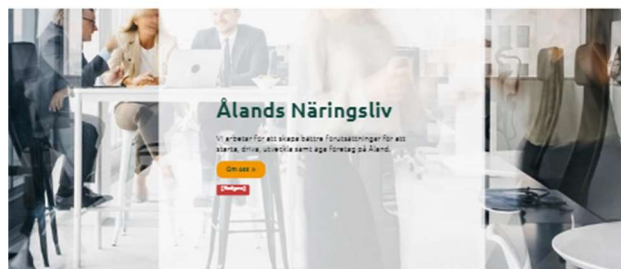 Ålands Näringsliv
Vi arbetar för att skapa bättre förutsättningar för att
starta, driva, utveckla samt äga företag på Åland.
Om oss »
[Redigera]